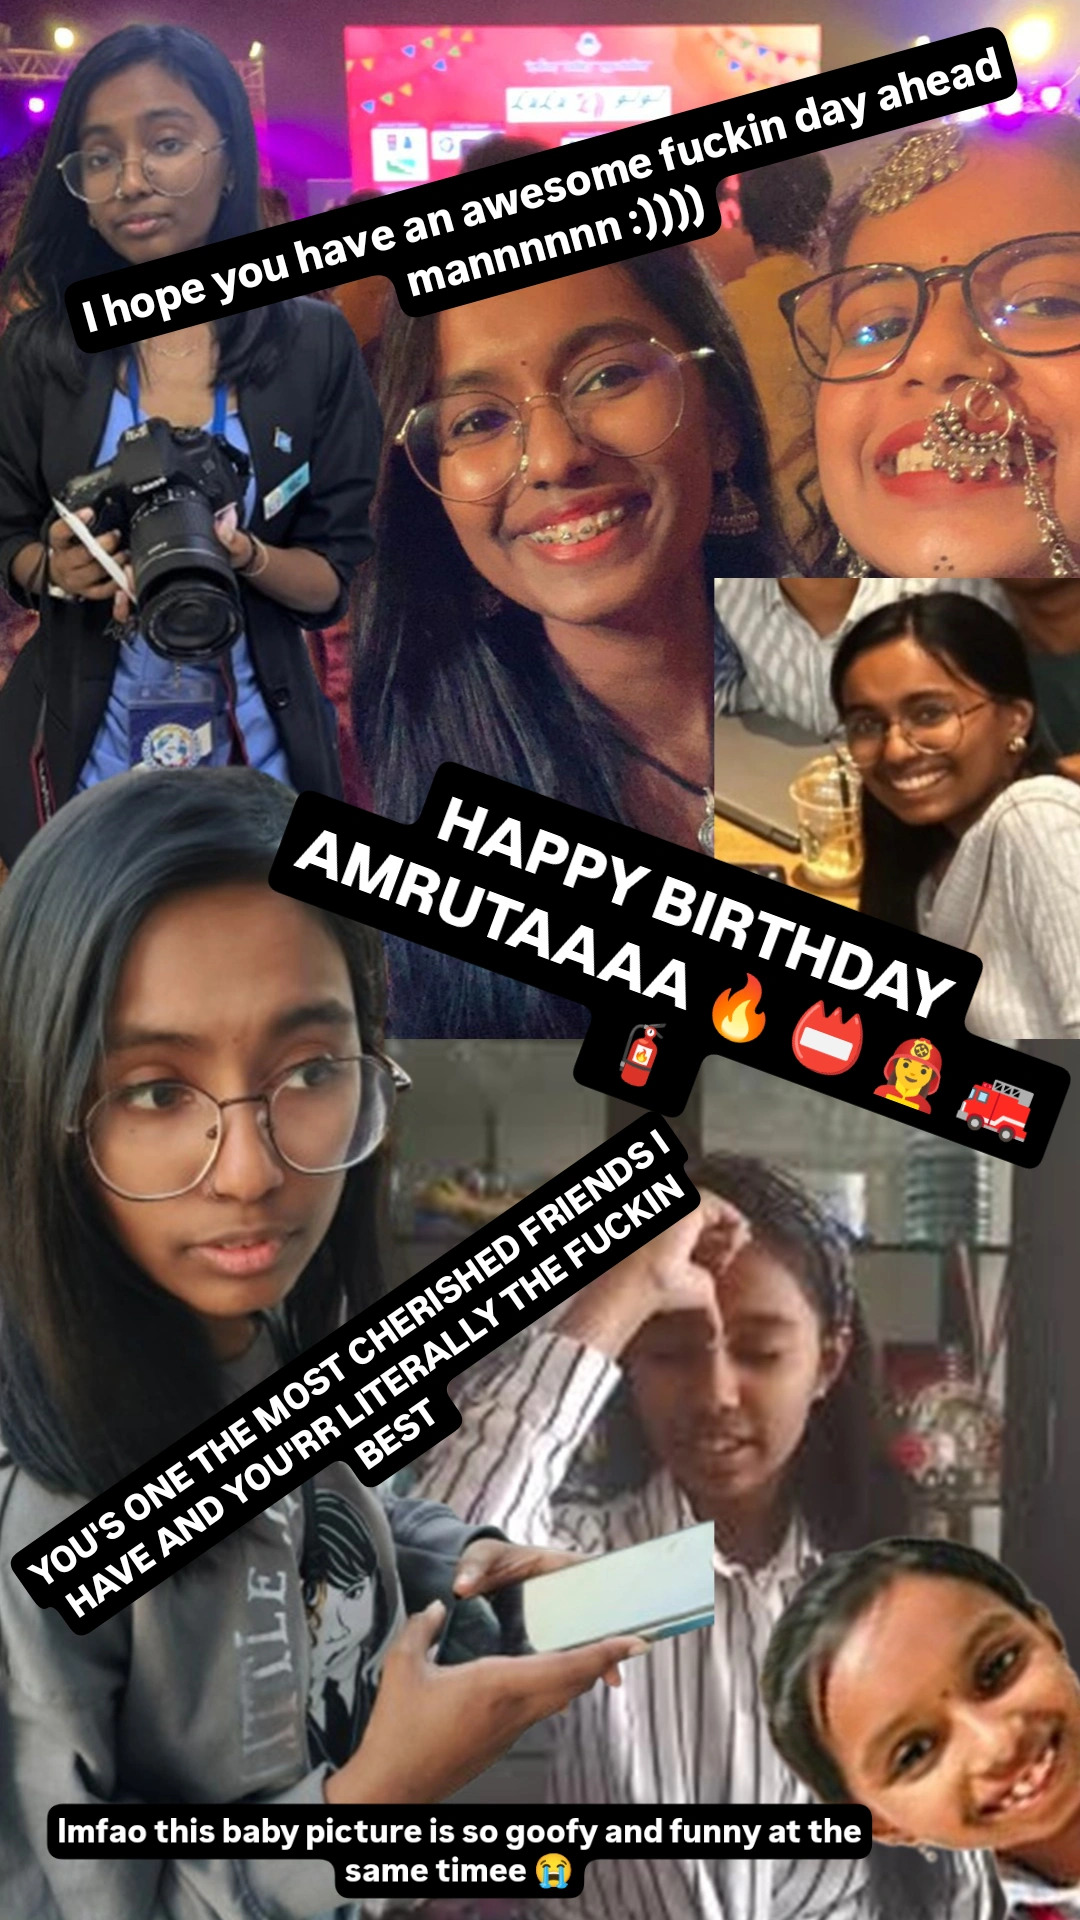 I hope you have an awesome fuckin day ahead
mannnnnn :))))
Canon
HAPPY BIRTHDAY
AMRUTAAAA 🔥 📛 👩‍🚒 🚒
🧯
YOU'S ONE THE MOST CHERISHED FRIENDS I
HAVE AND YOU'RR LITERALLY THE FUCKIN
BEST
lmfao this baby picture is so goofy and funny at the
same timee 😭